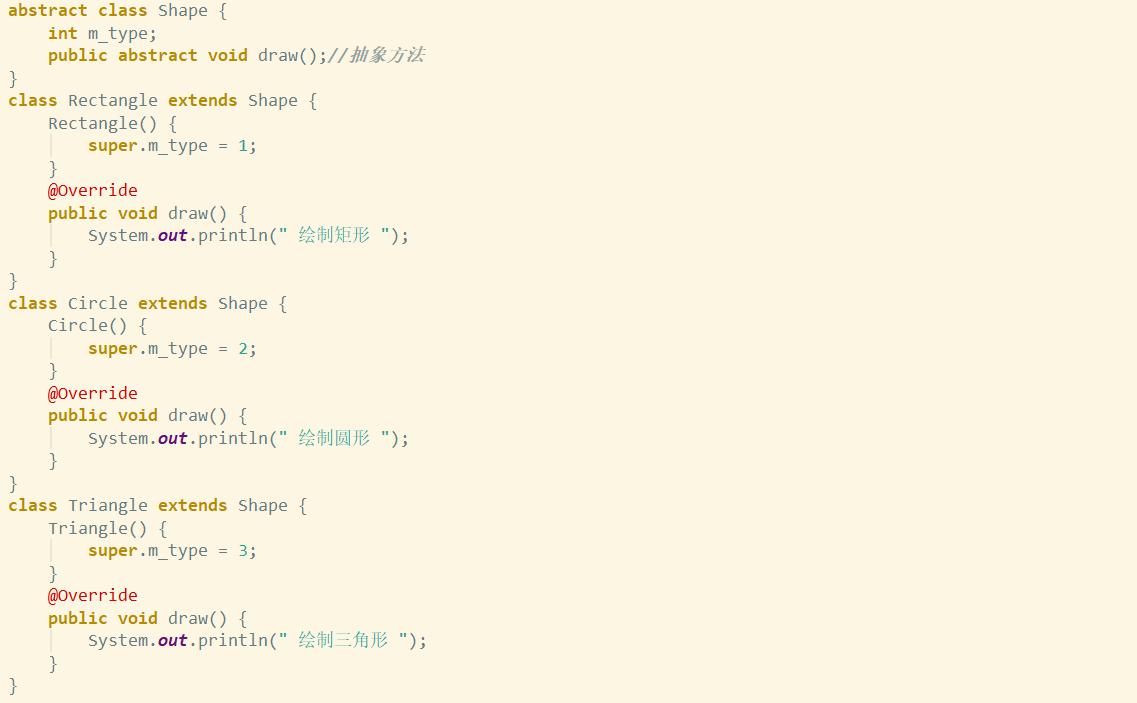 abstract class Shape {
    int m_type;
    public abstract void draw();//抽象方法
}
class Rectangle extends Shape {
    Rectangle() {
        super.m_type = 1;
    }
    @Override
    public void draw() {
        System.out.println(" 绘制矩形 ");
    }
}
class Circle extends Shape {
    Circle() {
        super.m_type = 2;
    }
    @Override
    public void draw() {
        System.out.println(" 绘制圆形 ");
    }
}
class Triangle extends Shape {
    Triangle() {
        super.m_type = 3;
    }
    @Override
    public void draw() {
        System.out.println(" 绘制三角形 ");
    }
}